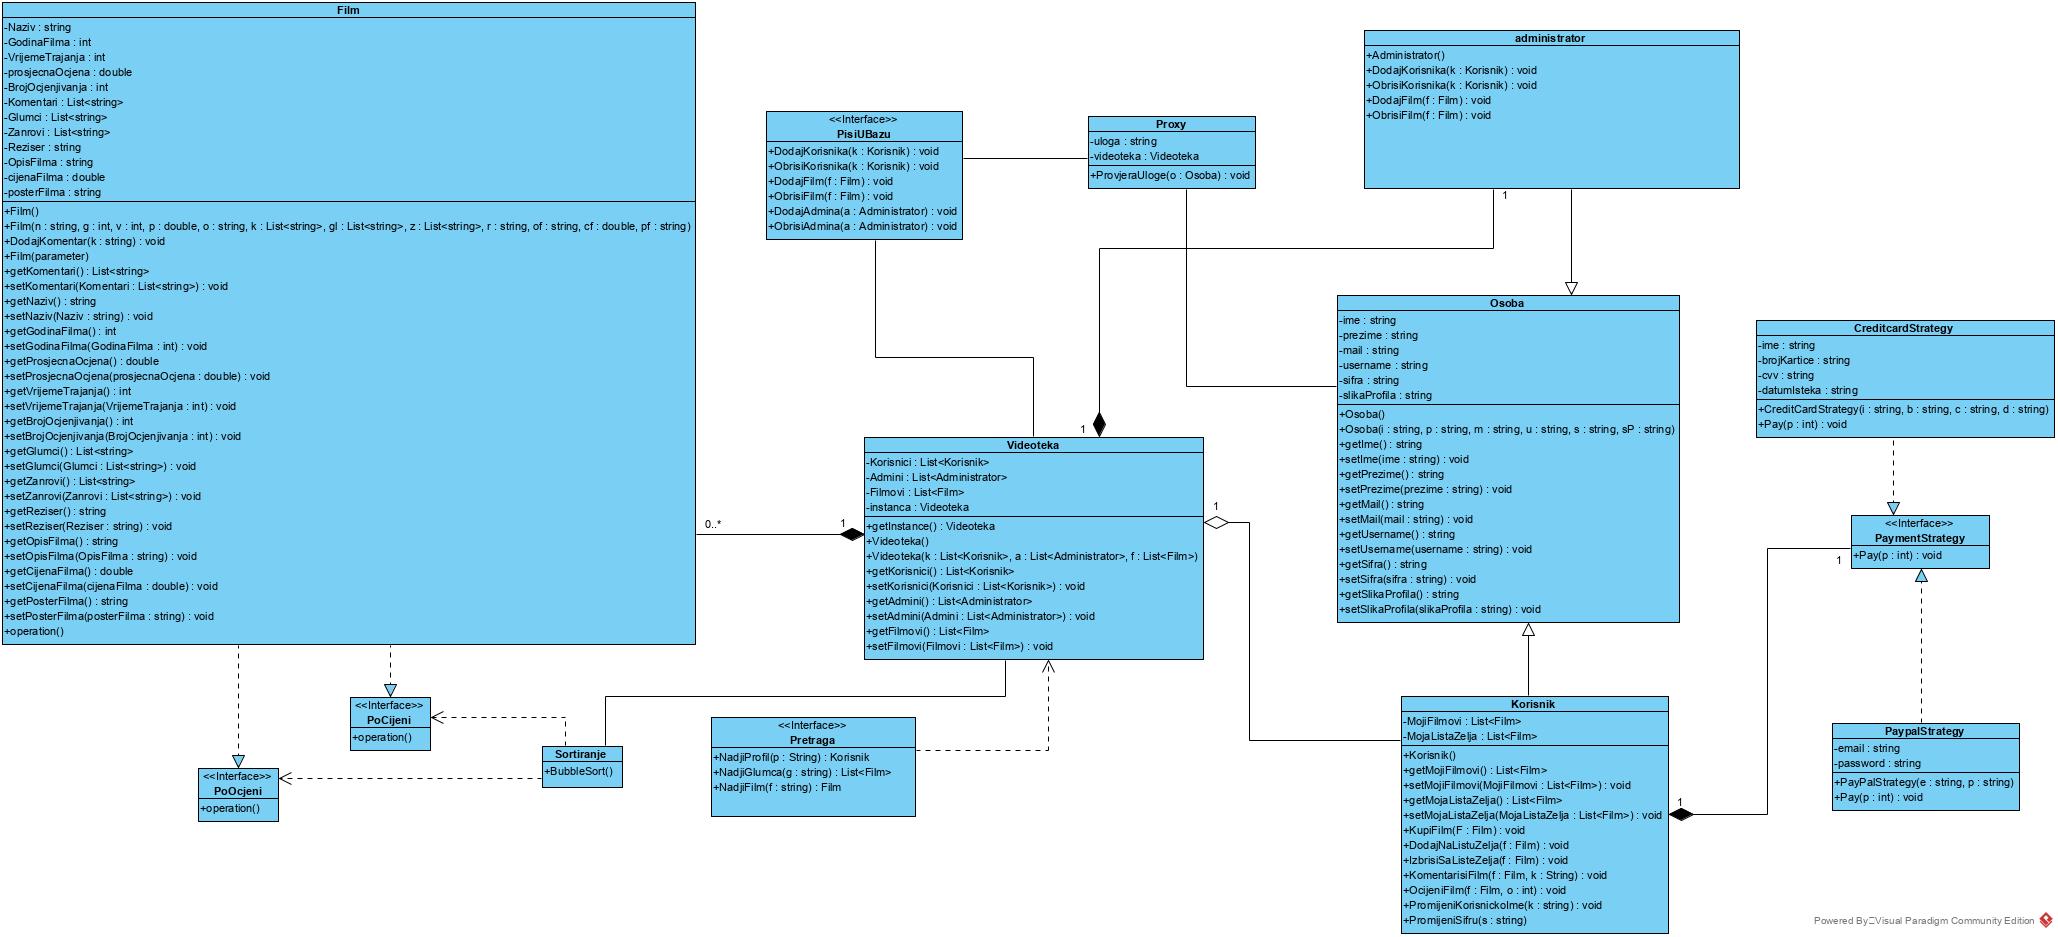 Film
-Naziv : string
-GodinaFilma : int
-VrijemeTrajanja : int
-prosjecnaOcjena : double
-BrojOcjenjivanja : int
-Komentari : List<string>
-Glumci : List<string>
-Zanrovi : List<string>
-Reziser : string
-OpisFilma : string
-cijenaFilma : double
-posterFilma : string
+Film()
+Film(n : string, g : int, v : int, p : double, o : string, k : List<string>, gl : List<string>, z : List<string>, r : string, of : string, cf : double, pf : string)
+DodajKomentar(k : string) : void
+Film(parameter)
+getKomentari() : List<string>
+setKomentari(Komentari : List<string>) : void
+getNaziv() : string
+setNaziv(Naziv : string) : void
+getGodinaFilma() : int
+setGodinaFilma(GodinaFilma : int) : void
+getProsjecnaOcjena() : double
+setProsjecnaOcjena(prosjecnaOcjena : double) : void
+getVrijemeTrajanja() : int
+setVrijemeTrajanja(VrijemeTrajanja : int) : void
+getBrojOcjenjivanja() : int
+setBrojOcjenjivanja(BrojOcjenjivanja : int) : void
+getGlumci() : List<string>
+setGlumci(Glumci : List<string>) : void
+getZanrovi() : List<string>
+setZanrovi(Zanrovi : List<string>) : void
+getReziser() : string
+setReziser(Reziser : string) : void
+getOpisFilma() : string
+setOpisFilma(OpisFilma : string) : void
+getCijenaFilma() : double
+setCijenaFilma(cijenaFilma : double) : void
+getPosterFilma() : string
+setPosterFilma(posterFilma : string) : void
+operation()
<<Interface>>
PisiUBazu
+DodajKorisnika(k : Korisnik) : void
+ObrisiKorisnika(k : Korisnik) : void
+DodajFilm(f : Film) : void
+ObrisiFilm(f : Film) : void
+DodajAdmina(a : Administrator) : void
+ObrisiAdmina(a : Administrator) : void
Proxy
-uloga : string
-videoteka : Videoteka
+ProvjeraUloge(o : Osoba) : void
administrator
+Administrator()
+DodajKorisnika(k : Korisnik) : void
+ObrisiKorisnika(k : Korisnik) : void
+DodajFilm(f : Film) : void
+ObrisiFilm(f : Film) : void
1
Osoba
-ime : string
-prezime : string
-mail : string
-username : string
-sifra : string
-slikaProfila : string
+Osoba()
+Osoba(i : string, p : string, m : string, u : string, s : string, sP : string)
+getIme() : string
+setIme(ime : string) : void
+getPrezime() : string
+setPrezime(prezime : string) : void
+getMail() : string
+setMail(mail : string) : void
+getUsername() : string
+setUsername(username : string) : void
+getSifra() : string
+setSifra(sifra : string) : void
+getSlikaProfila() : string
+setSlikaProfila(slikaProfila : string) : void
CreditcardStrategy
-ime : string
-brojKartice : string
-cvv : string
-datumIsteka : string
+CreditCardStrategy(i : string, b : string, c : string, d : string)
+Pay(p : int) : void
1
Videoteka
-Korisnici : List<Korisnik>
-Admini : List<Administrator>
-Filmovi : List<Film>
-instanca : Videoteka
+getInstance() : Videoteka
+Videoteka()
+Videoteka(k : List<Korisnik>, a : List<Administrator>, f : List<Film>)
+getKorisnici() : List<Korisnik>
+setKorisnici(Korisnici : List<Korisnik>) : void
+getAdmini() : List<Administrator>
+setAdmini(Admini : List<Administrator>) : void
+getFilmovi() : List<Film>
+setFilmovi(Filmovi : List<Film>) : void
0..*
1
1
<<Interface>>
PaymentStrategy
+Pay(p : int) : void
1
<<Interface>>
PoCijeni
+operation()
<<Interface>>
PoOcjeni
+operation()
Sortiranje
+BubbleSort()
<<Interface>>
Pretraga
+NadjiProfil(p : String) : Korisnik
+NadjiGlumca(g : string) : List<Film>
+NadjiFilm(f : string) : Film
Korisnik
-MojiFilmovi : List<Film>
-MojaListaZelja : List<Film>
+Korisnik()
+getMojiFilmovi() : List<Film>
+setMojiFilmovi(MojiFilmovi : List<Film>) : void
+getMojaListaZelja() : List<Film>
+setMojaListaZelja(MojaListaZelja : List<Film>) : void
+KupiFilm(F : Film) : void
+DodajNaListuZelja(f : Film) : void
+IzbrisiSaListeZelja(f : Film) : void
+KomentarisiFilm(f : Film, k : String) : void
+OcijeniFilm(f : Film, o : int) : void
+PromijeniKorisnickoIme(k : string) : void
+PromijeniSifru(s : string)
1
PaypalStrategy
-email : string
-password : string
+PayPalStrategy(e : string, p : string)
+Pay(p : int) : void
Powered By Visual Paradigm Community Edition